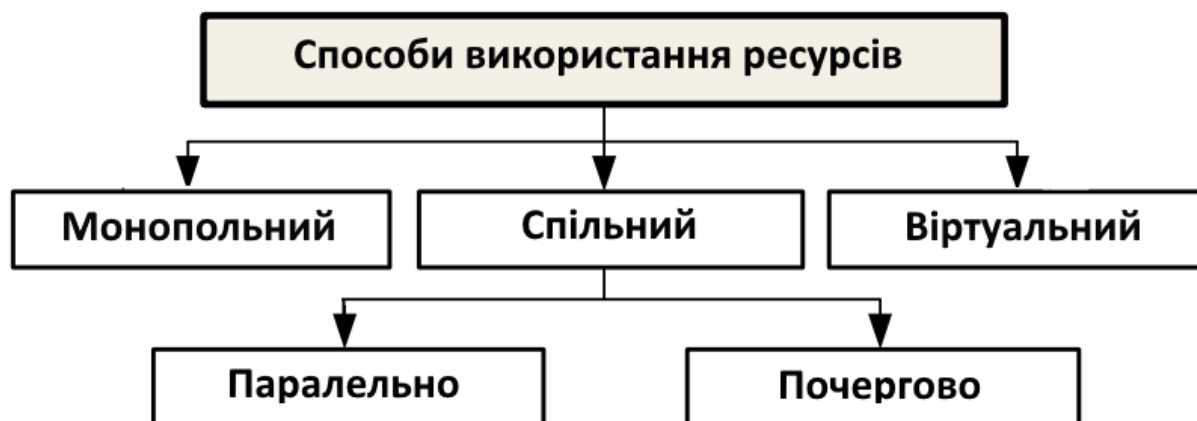 Способи використання ресурсів
Монопольний
Спільний
Віртуальний
Паралельно
Почергово